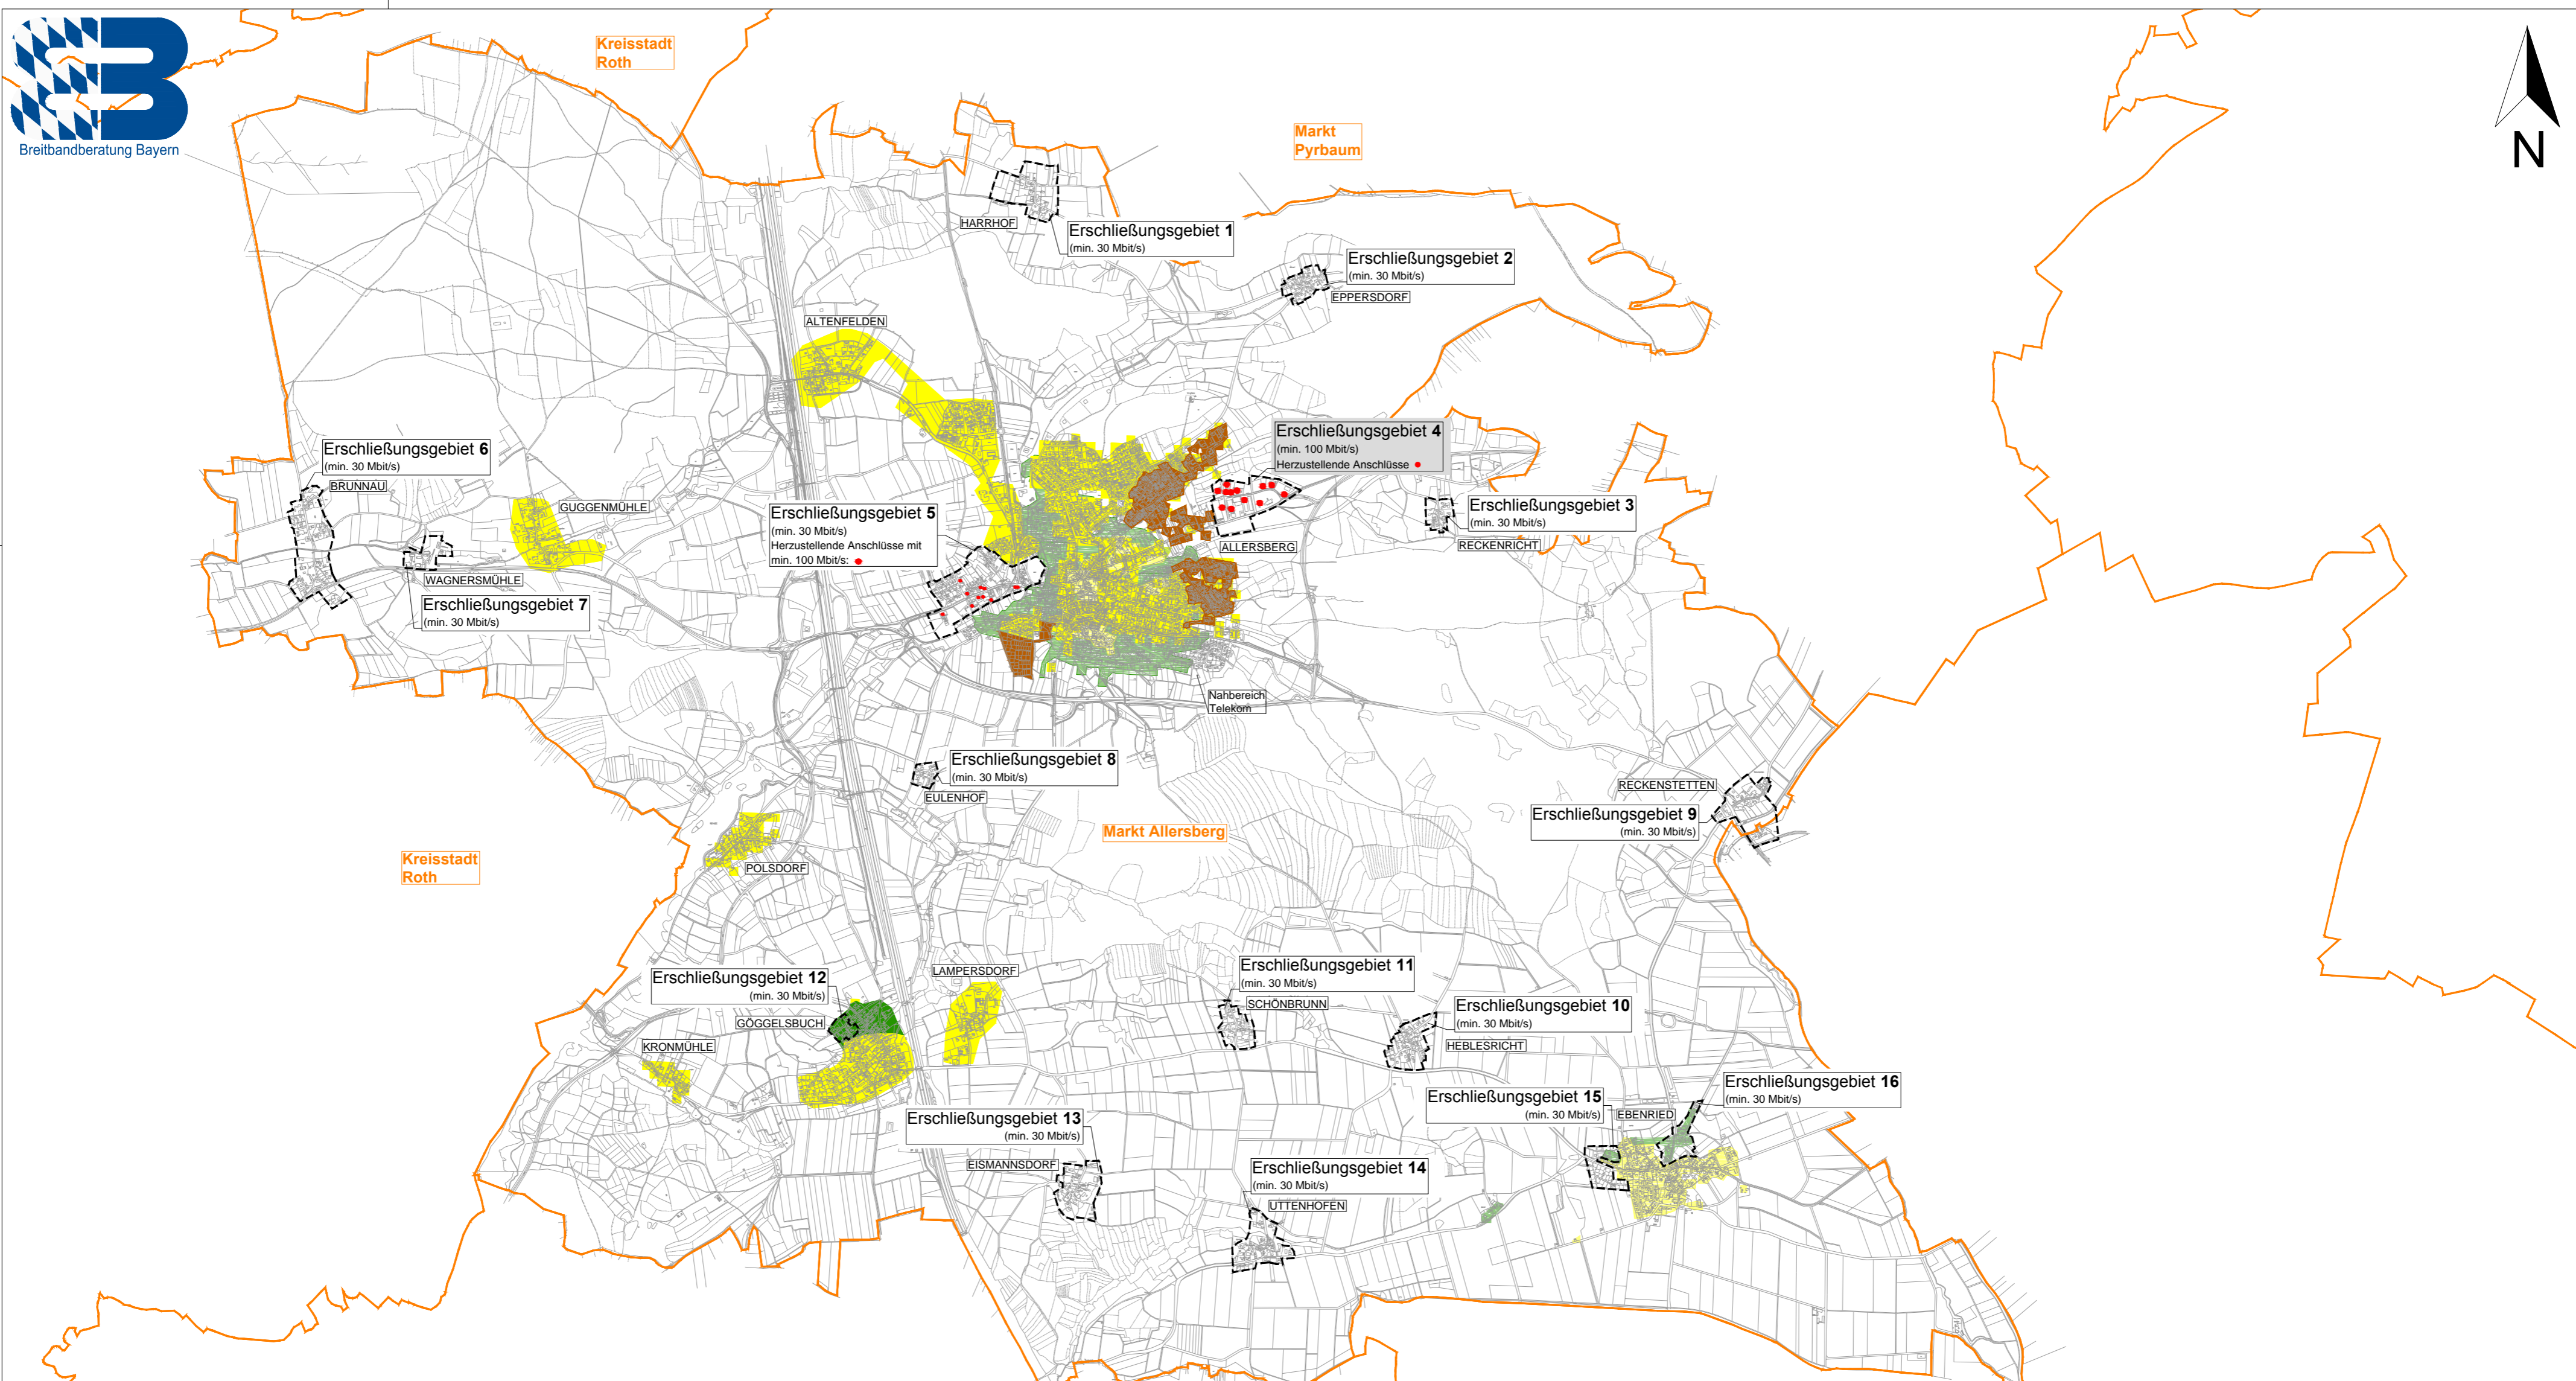 Breitbandberatung Bayern
Kreisstadt
Roth
Markt
Pyrbaum
N
HARRHOF
Erschließungsgebiet 1
(min. 30 Mbit/s)
Erschließungsgebiet 2
(min. 30 Mbit/s)
EPPERSDORF
ALTENFELDEN
Erschließungsgebiet 4
(min. 100 Mbit/s)
Herzustellende Anschlüsse
Erschließungsgebiet 6
(min. 30 Mbit/s)
BRUNNAU
GUGGENMÜHLE
Erschließungsgebiet 5
(min. 30 Mbit/s)
Herzustellende Anschlüsse mit
min. 100 Mbit/s:
Erschließungsgebiet 3
(min. 30 Mbit/s)
RECKENRICHT
ALLERSBERG
WAGNERSMÜHLE
Erschließungsgebiet 7
(min. 30 Mbit/s)
Nahbereich
Telekom
Erschließungsgebiet 8
(min. 30 Mbit/s)
EULENHOF
RECKENSTETTEN
Erschließungsgebiet 9
(min. 30 Mbit/s)
Markt Allersberg
Kreisstadt
Roth
POLSDORF
Erschließungsgebiet 12
(min. 30 Mbit/s)
GÖGGELSBUCH
LAMPERSDORF
Erschließungsgebiet 11
(min. 30 Mbit/s)
SCHÖNBRUNN
Erschließungsgebiet 10
(min. 30 Mbit/s)
HEBLESRICHT
KRONMÜHLE
Erschließungsgebiet 16
(min. 30 Mbit/s)
Erschließungsgebiet 15
(min. 30 Mbit/s)
EBENRIED
Erschließungsgebiet 13
(min. 30 Mbit/s)
EISMANNSDORF
Erschließungsgebiet 14
(min. 30 Mbit/s)
UTTENHOFEN